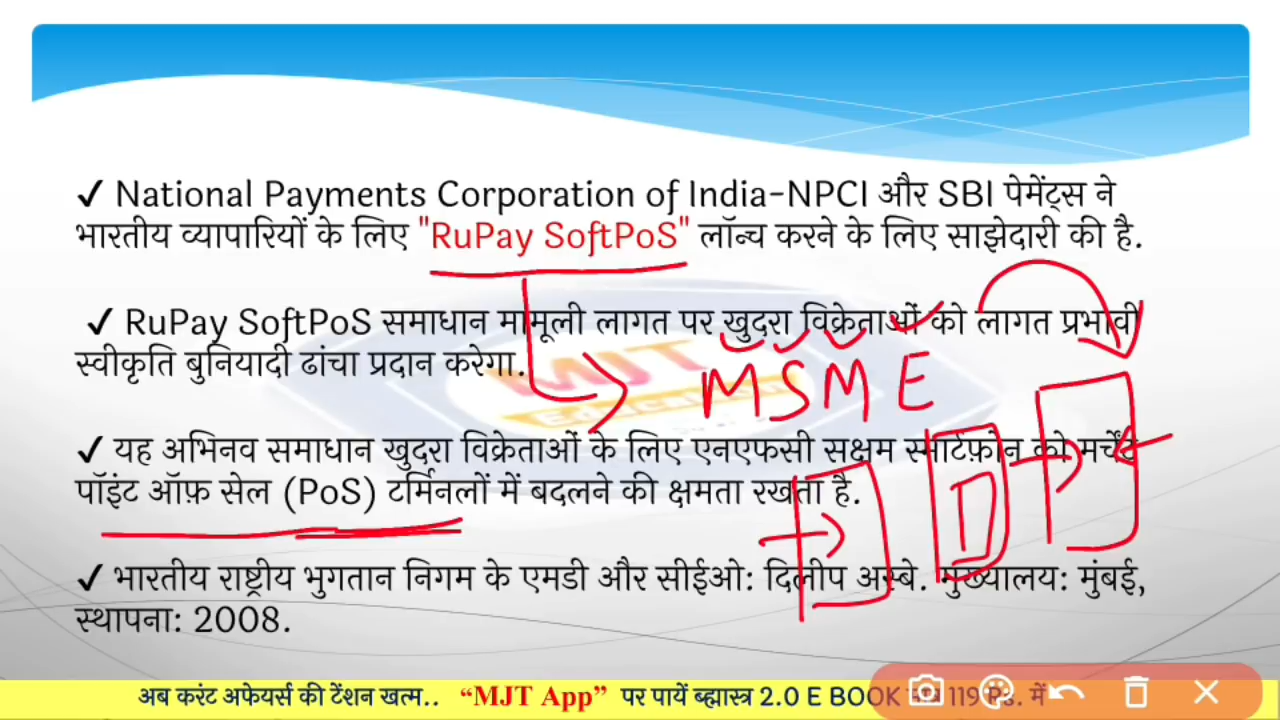 ✓ National Payments Corporation of India-NPCI और SBI पेमेंट्स ने
भारतीय व्यापारियों के लिए "RuPay SoftPoS" लॉन्च करने के लिए साझेदारी की है.
✓ RuPay SoftPoS समाधान मामूली लागत पर खुदरा विक्रेताओं को लागत प्रभावी
स्वीकृति बुनियादी ढांचा प्रदान करेगा.
MSME
✓ यह अभिनव समाधान खुदरा विक्रेताओं के लिए एनएफसी सक्षम स्मार्टफ़ोन को मर्चेंट
पॉइंट ऑफ़ सेल (PoS) टर्मिनलों में बदलने की क्षमता रखता है.
✓ भारतीय राष्ट्रीय भुगतान निगम के एमडी और सीईओ: दिलीप अस्बे. मुख्यालय: मुंबई,
स्थापना: 2008.
अब करंट अफेयर्स की टेंशन खत्म.. “MJT App” पर पायें ब्ह्मास्त्र 2.0 E BOOK 119 Rs. में
MJT